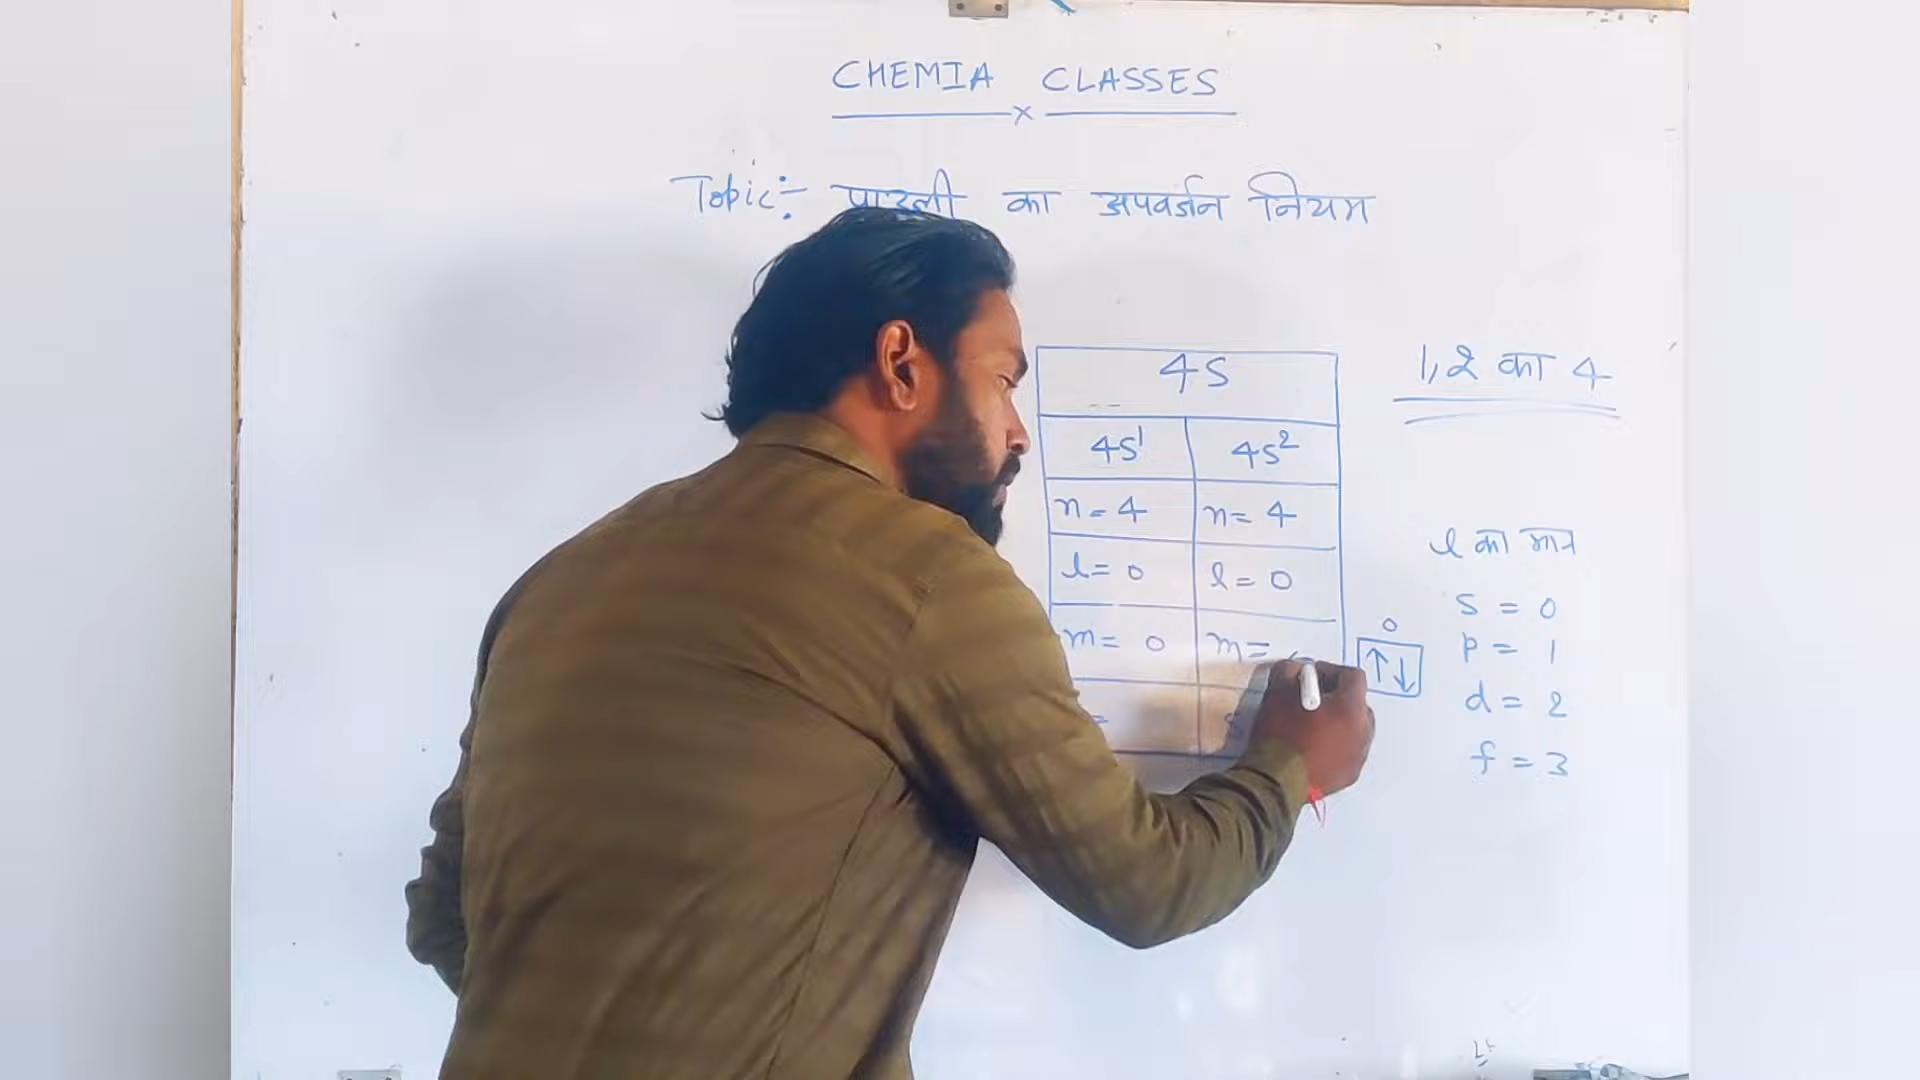 CHEMIA CLASSES
x
Topic:- पाउली का अपवर्जन नियम
4S
1,2 का 4
4S¹ 4S²
n = 4 n = 4
l = 0 l = 0
m = 0 m =
=
S
0
↑↓
l का मान
S = 0
P = 1
d = 2
f = 3